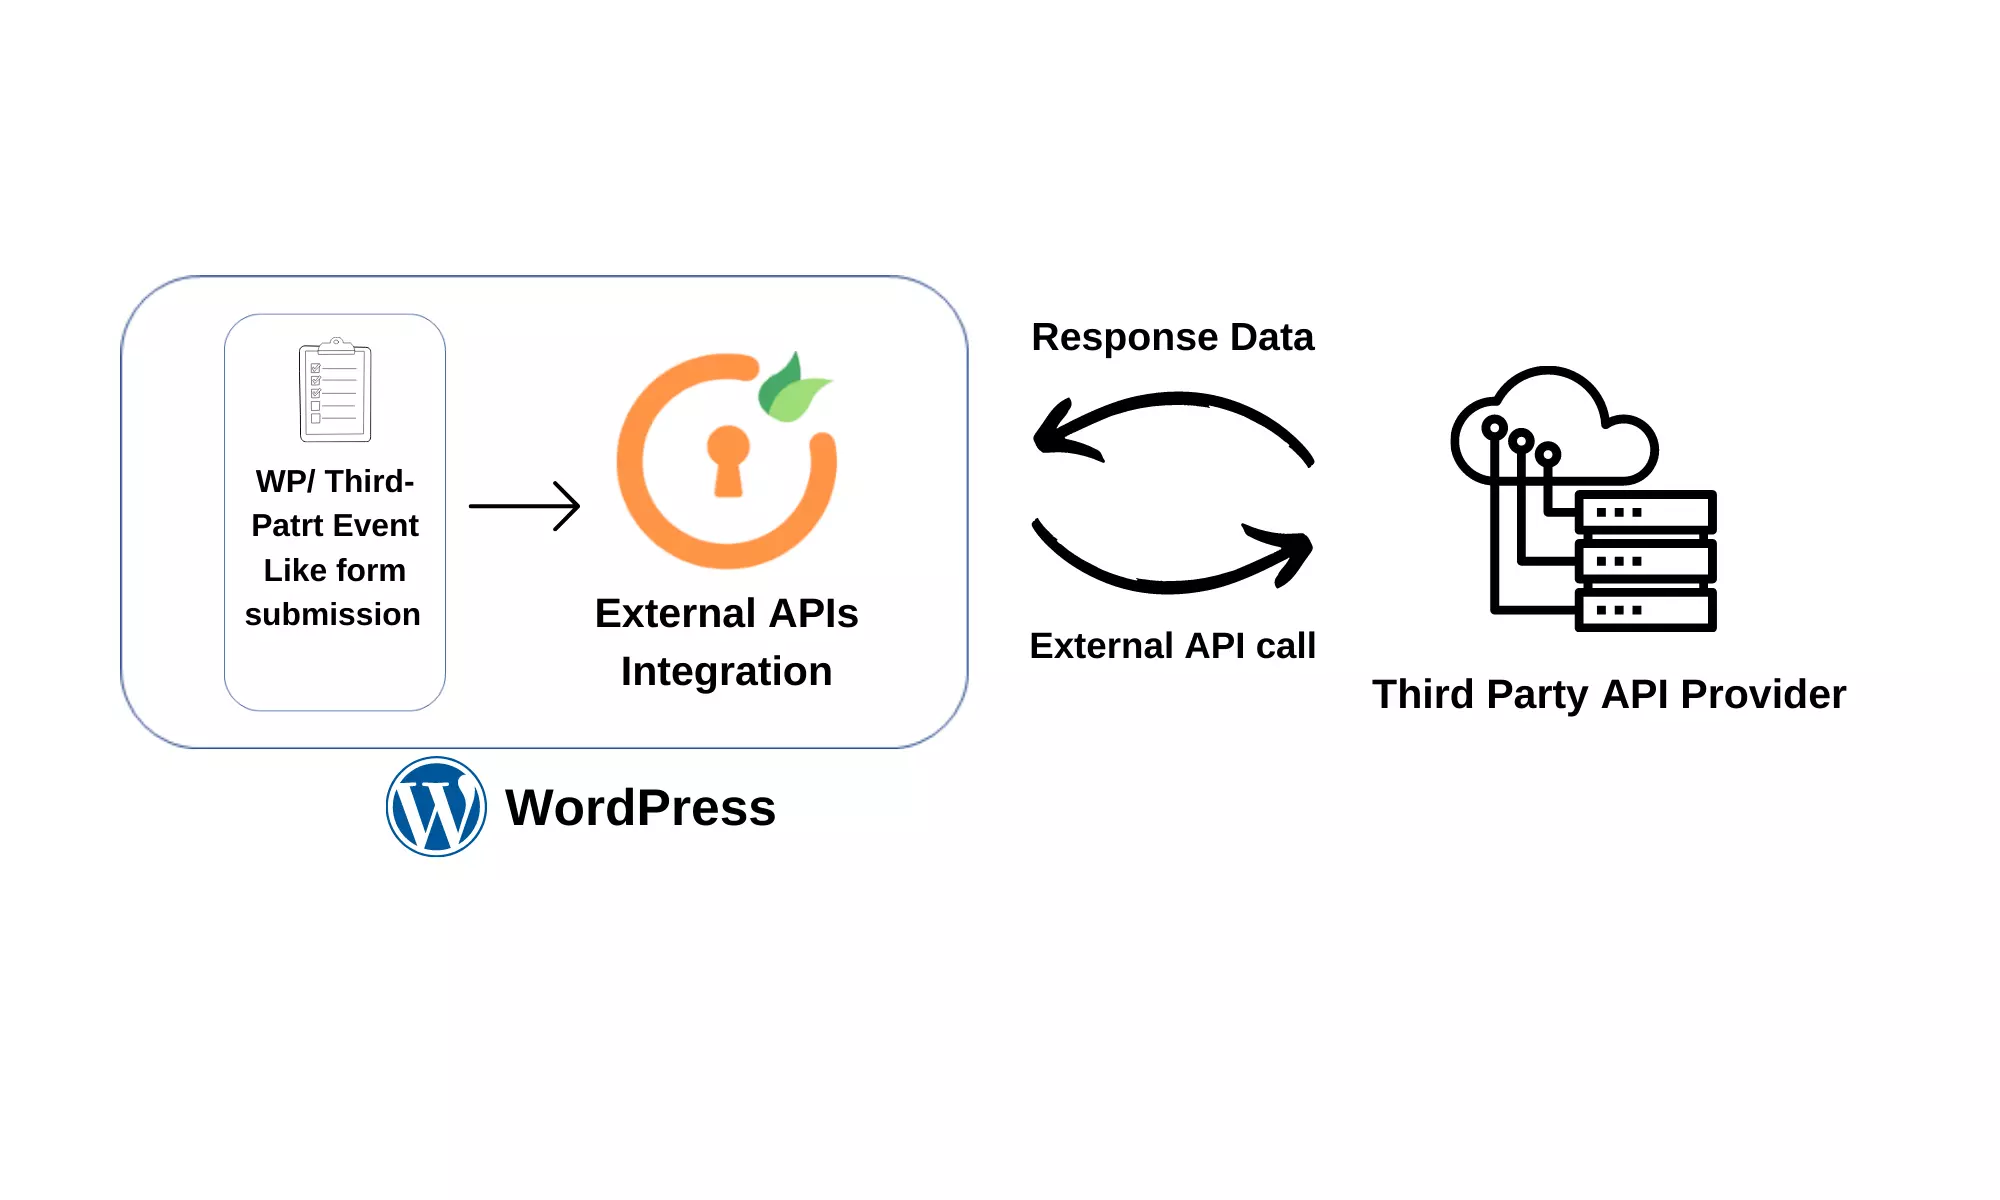 WP/ Third-
Patrt Event
Like form
submission
External APIs
Integration
Response Data
External API call
Third Party API Provider
WordPress